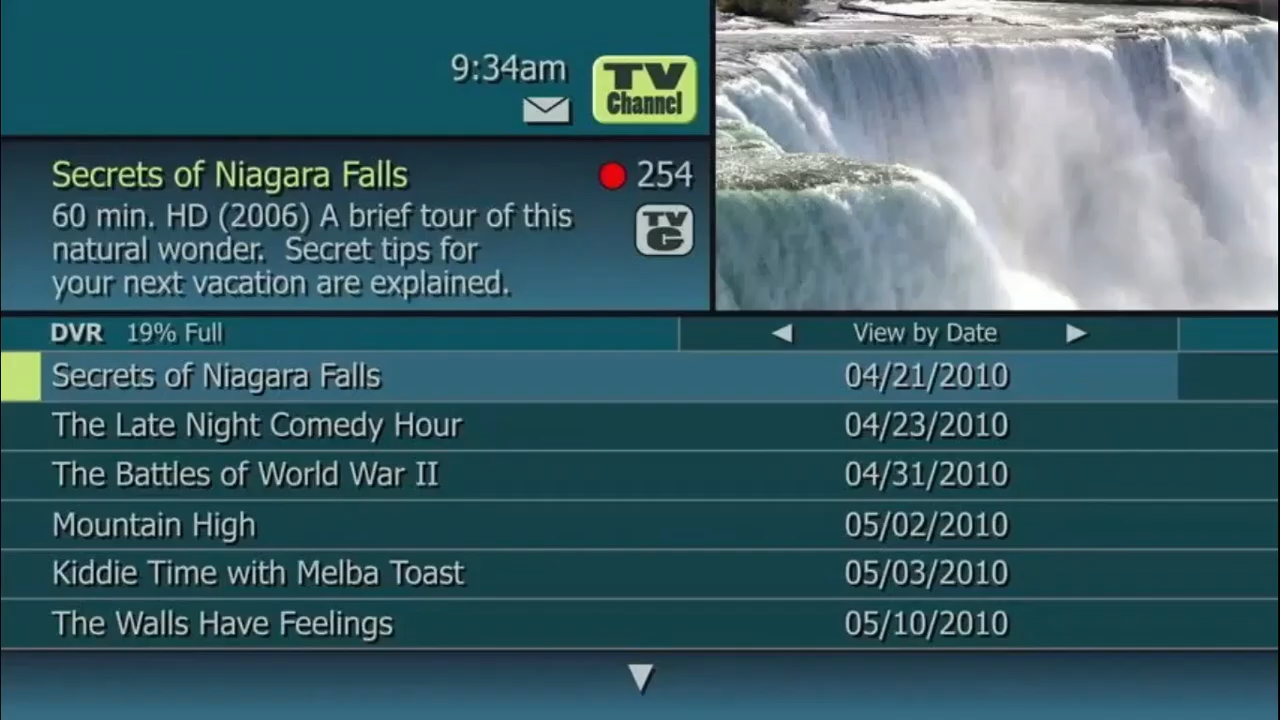 9:34am
TV
Channel
Secrets of Niagara Falls 254
60 min. HD (2006) A brief tour of this
natural wonder. Secret tips for
your next vacation are explained.
TV
G
DVR 19% Full View by Date
Secrets of Niagara Falls 04/21/2010
The Late Night Comedy Hour 04/23/2010
The Battles of World War II 04/31/2010
Mountain High 05/02/2010
Kiddie Time with Melba Toast 05/03/2010
The Walls Have Feelings 05/10/2010